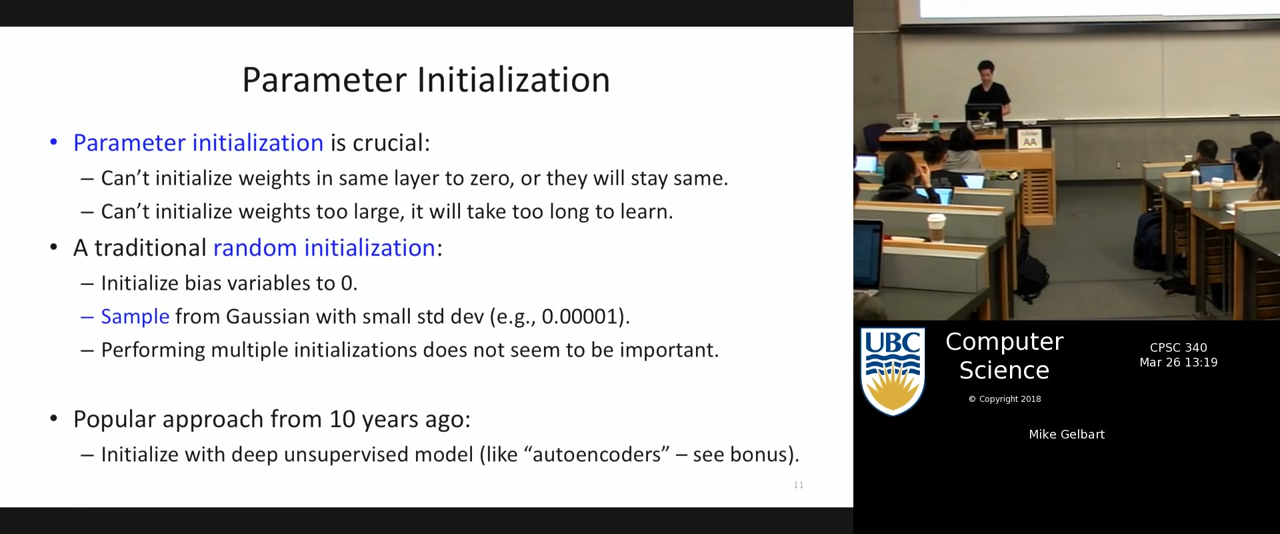 Parameter Initialization
• Parameter initialization is crucial:
– Can’t initialize weights in same layer to zero, or they will stay same.
– Can’t initialize weights too large, it will take too long to learn.
• A traditional random initialization:
– Initialize bias variables to 0.
– Sample from Gaussian with small std dev (e.g., 0.00001).
– Performing multiple initializations does not seem to be important.
• Popular approach from 10 years ago:
– Initialize with deep unsupervised model (like “autoencoders” – see bonus).
11
AA
UBC
Computer
Science
© Copyright 2018
CPSC 340
Mar 26 13:19
Mike Gelbart